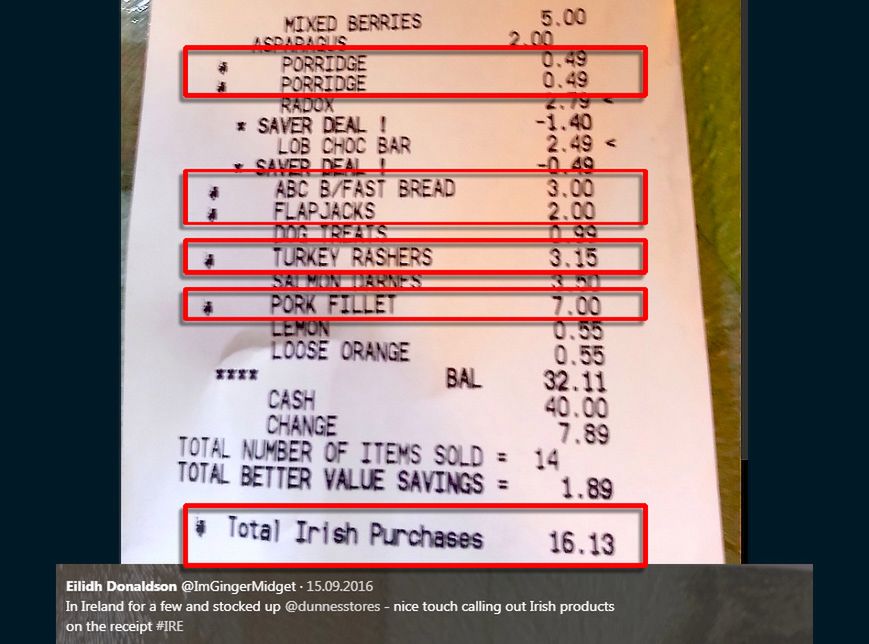 MIXED BERRIES 5.00
ASPARAGUS 2.00
PORRIDGE 0.49
PORRIDGE 0.49
RADOX 2.79 <
* SAVER DEAL ! -1.40
LOB CHOC BAR 2.49 <
* SAVER DEAL ! -0.49
ABC B/FAST BREAD 3.00
FLAPJACKS 2.00
DOG TREATS 0.99
TURKEY RASHERS 3.15
SALMON DARNES 3.50
PORK FILLET 7.00
LEMON 0.55
LOOSE ORANGE 0.55
**** BAL 32.11
CASH 40.00
CHANGE 7.89
TOTAL NUMBER OF ITEMS SOLD = 14
TOTAL BETTER VALUE SAVINGS = 1.89
Total Irish Purchases 16.13
Eilidh Donaldson @ImGingerMidget · 15.09.2016
In Ireland for a few and stocked up @dunnesstores - nice touch calling out Irish products
on the receipt #IRE